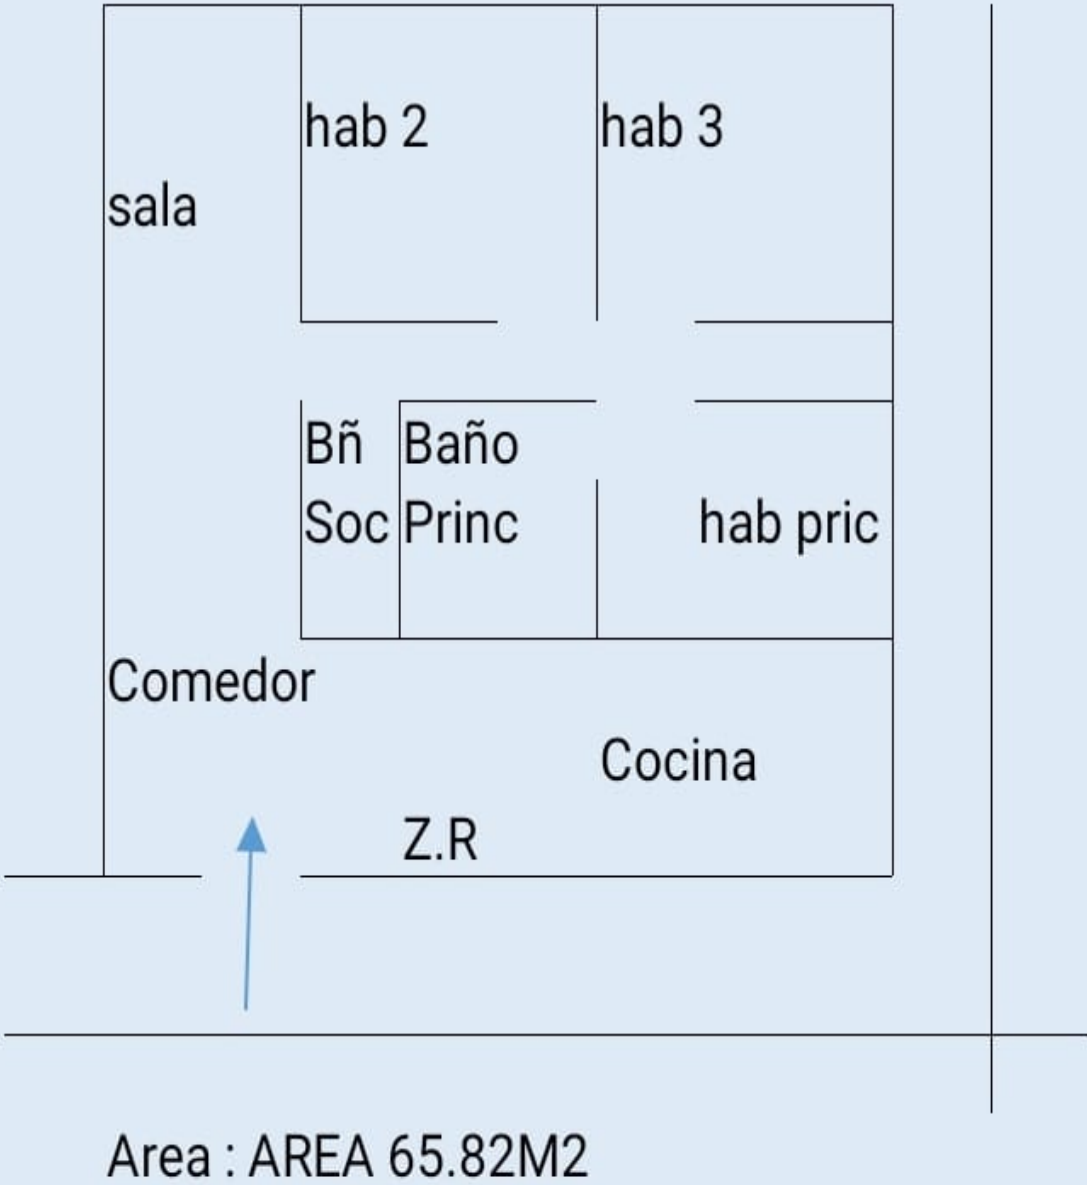 hab 2
hab 3
sala
Bñ
Soc
Baño
Princ
hab pric
Comedor
Cocina
Z.R
Area : AREA 65.82M2